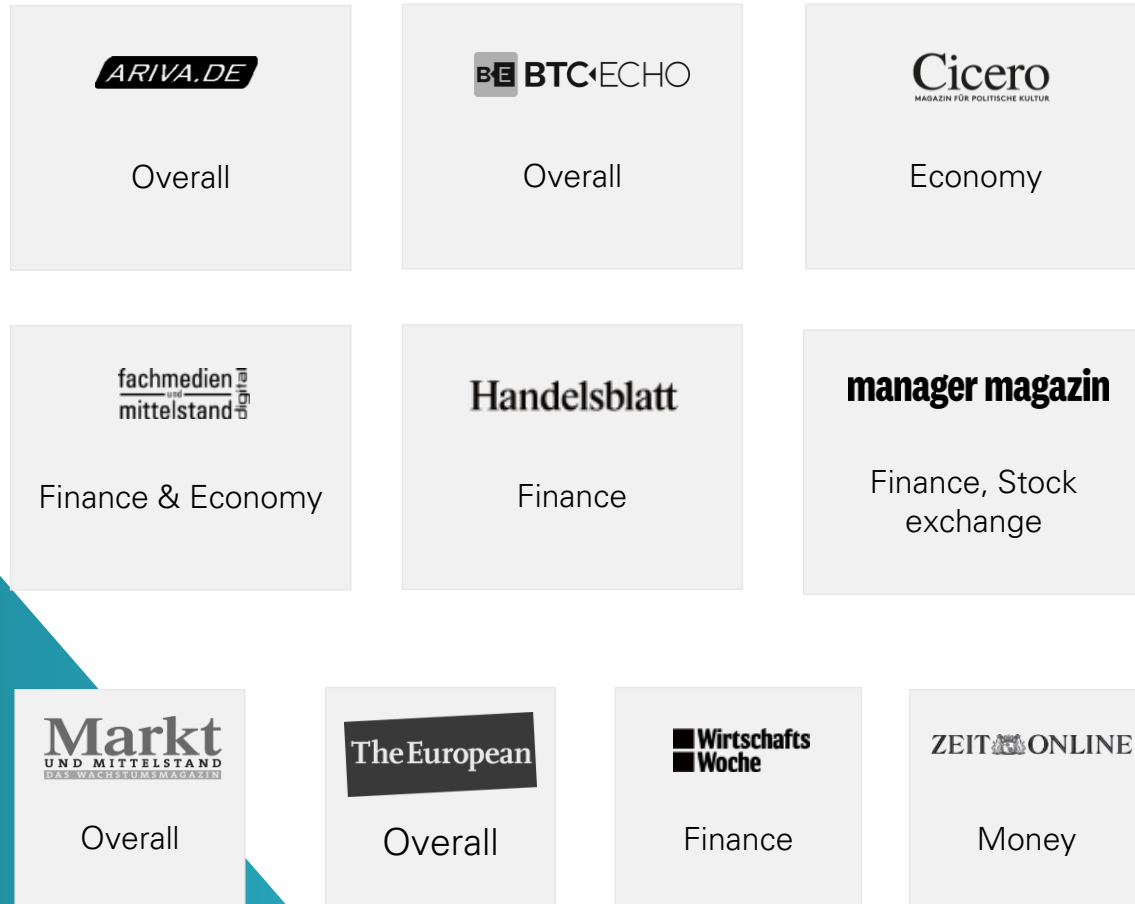 ARIVA.DE
Overall
BE BTC ECHO
Overall
Cicero
MAGAZIN FÜR POLITISCHE KULTUR
Economy
fachmedien
und
mittelstand
digital
Finance & Economy
Handelsblatt
Finance
manager magazin
Finance, Stock
exchange
Markt
UND MITTELSTAND
DAS WACHSTUMSMAGAZIN
Overall
The European
Overall
Wirtschafts
Woche
Finance
ZEIT ONLINE
Money